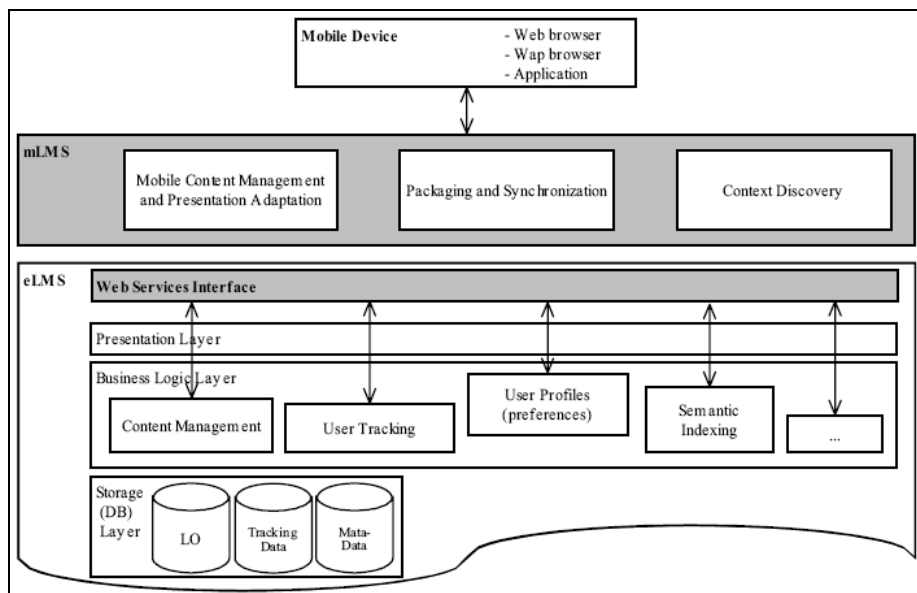 Mobile Device
- Web browser
- Wap browser
- Application
mLMS
Mobile Content Management
and Presentation Adaptation
Packaging and Synchronization
Context Discovery
eLMS
Web Services Interface
Presentation Layer
Business Logic Layer
Content Management
User Tracking
User Profiles
(preferences)
Semantic
Indexing
...
Storage
(DB)
Layer
LO
Tracking
Data
Mata-
Data